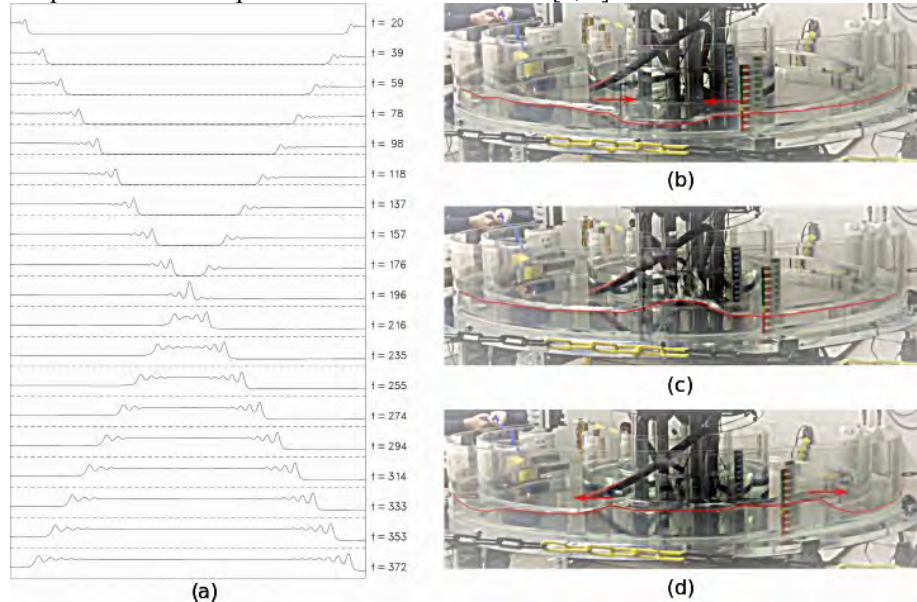 t = 20
t = 39
t = 59
t = 78
t = 98
t = 118
t = 137
t = 157
t = 176
t = 196
t = 216
t = 235
t = 255
t = 274
t = 294
t = 314
t = 333
t = 353
t = 372
(a)
(b)
(c)
(d)